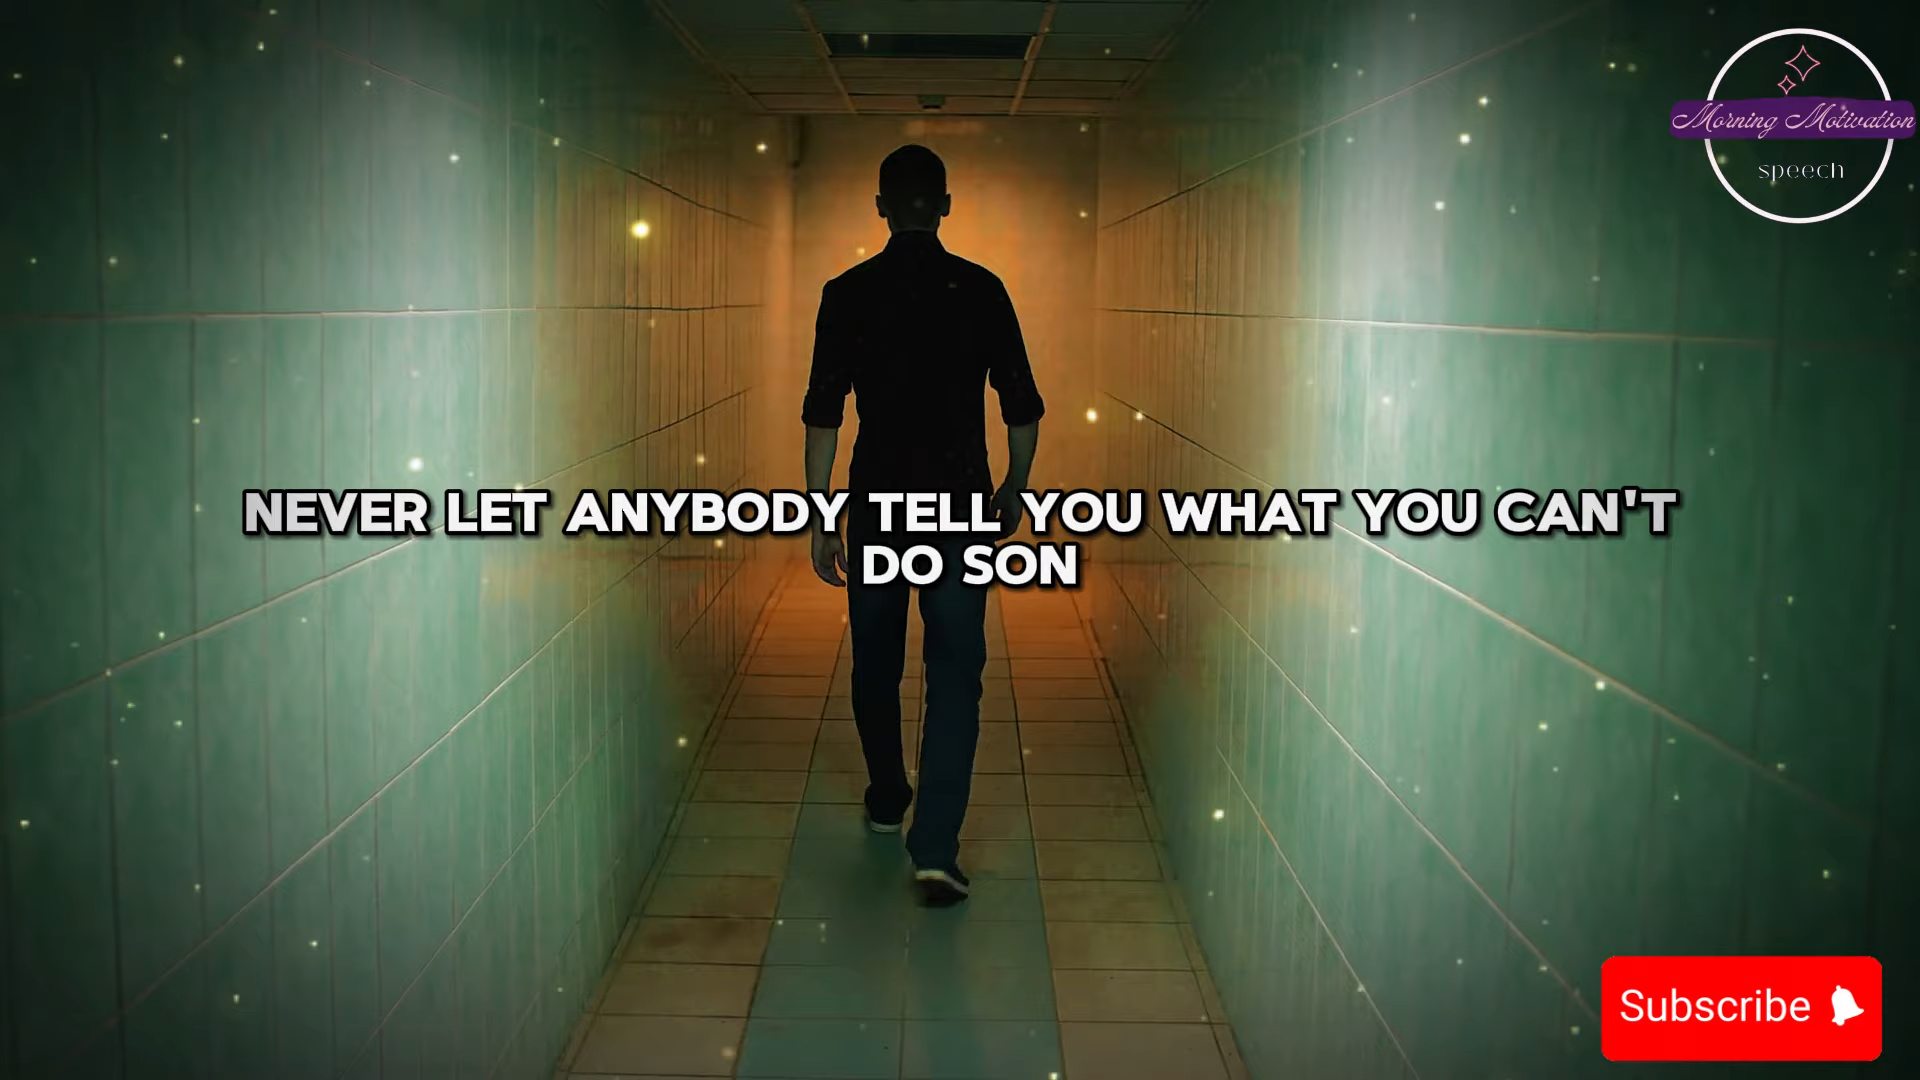 Morning Motivation
speech
NEVER LET ANYBODY TELL YOU WHAT YOU CAN'T
DO SON
Subscribe